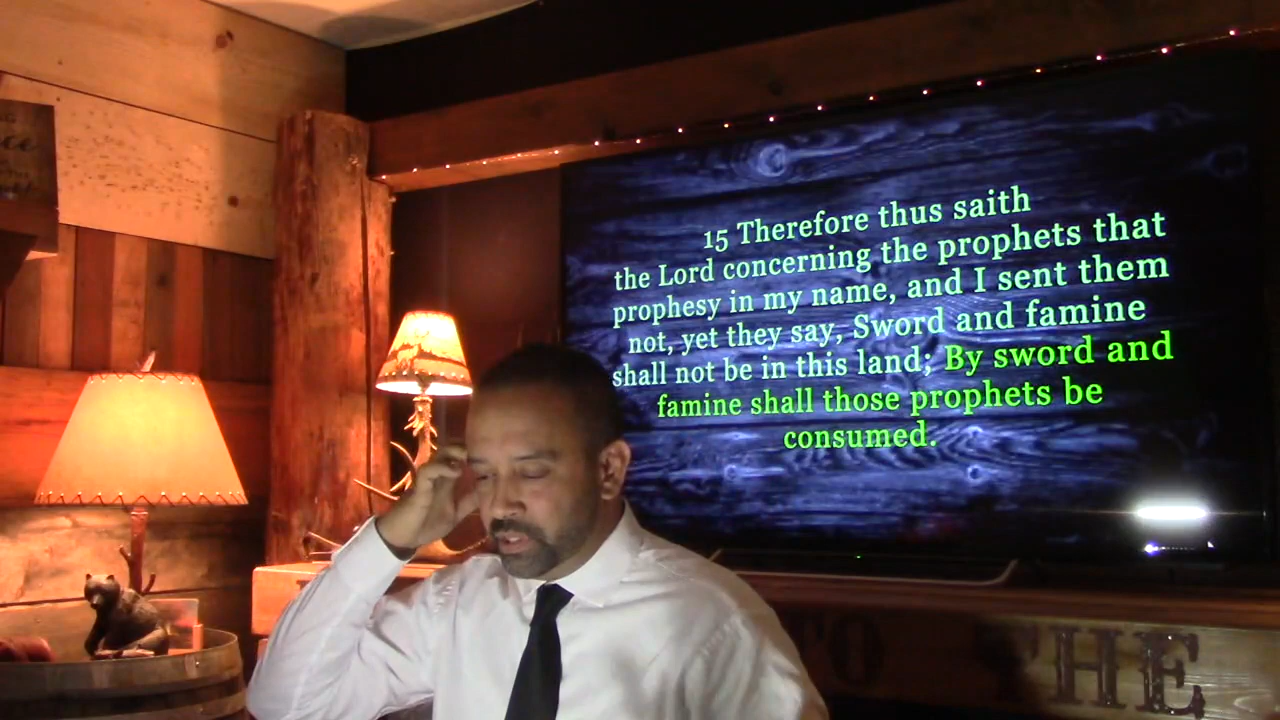 15 Therefore thus saith
the Lord concerning the prophets that
prophesy in my name, and I sent them
not, yet they say, Sword and famine
shall not be in this land; By sword and
famine shall those prophets be
consumed.
TO THE